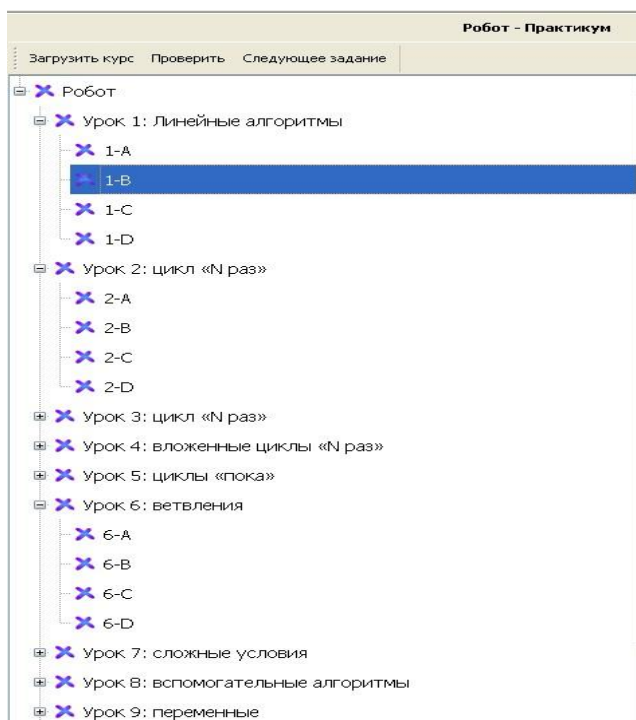 Робот - Практикум
Загрузить курс Проверить Следующее задание
Робот
Урок 1: Линейные алгоритмы
1-A
1-B
1-C
1-D
Урок 2: цикл «N раз»
2-A
2-B
2-C
2-D
Урок 3: цикл «N раз»
Урок 4: вложенные циклы «N раз»
Урок 5: циклы «пока»
Урок 6: ветвления
6-A
6-B
6-C
6-D
Урок 7: сложные условия
Урок 8: вспомогательные алгоритмы
Урок 9: переменные